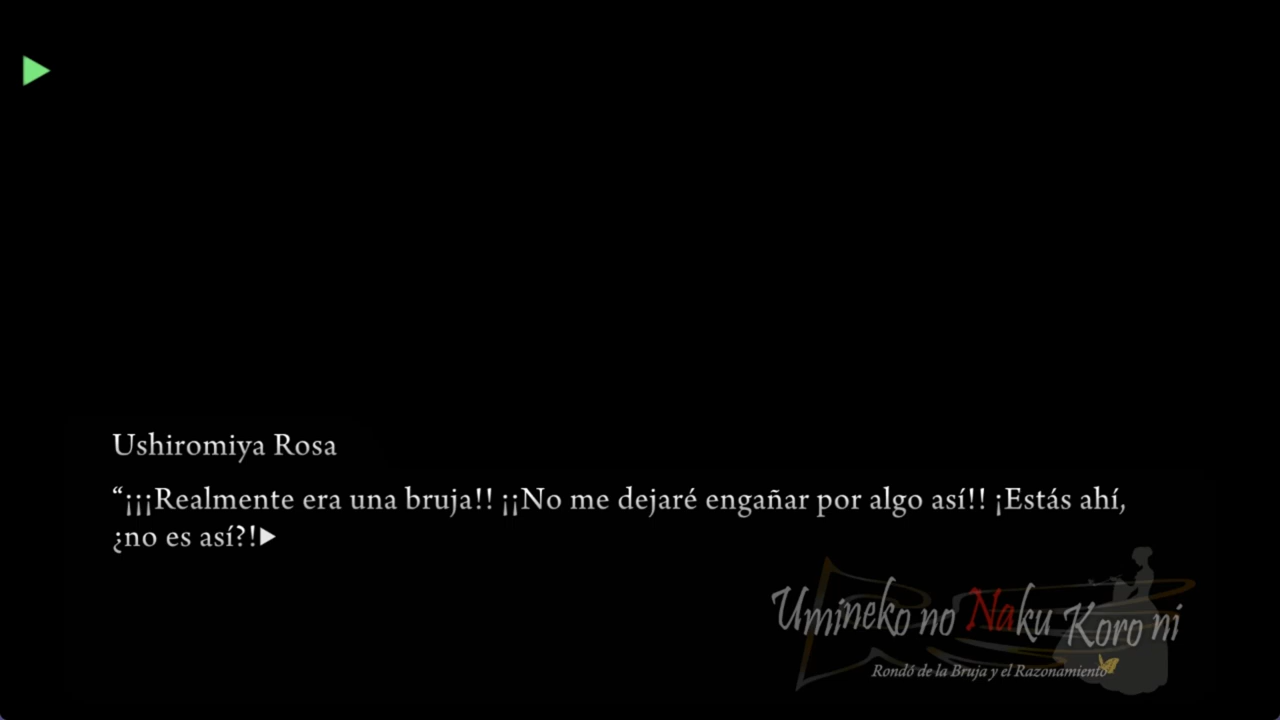 Ushiromiya Rosa
“¡¡¡Realmente era una bruja!! ¡¡No me dejaré engañar por algo así!! ¡Estás ahí,
¿no es así?!
Umineko no Naku Koro ni
Rondó de la Bruja y el Razonamiento